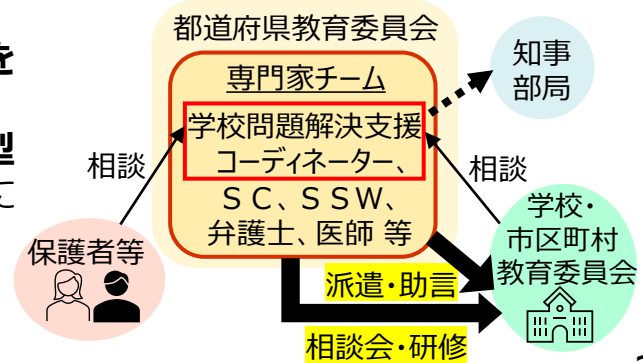 を
型
に
都道府県教育委員会
専門家チーム
学校問題解決支援
コーディネーター、
ＳＣ、ＳＳＷ、
弁護士、医師 等
知事
部局
相談
相談
保護者等
学校・
市区町村
教育委員会
派遣・助言
相談会・研修